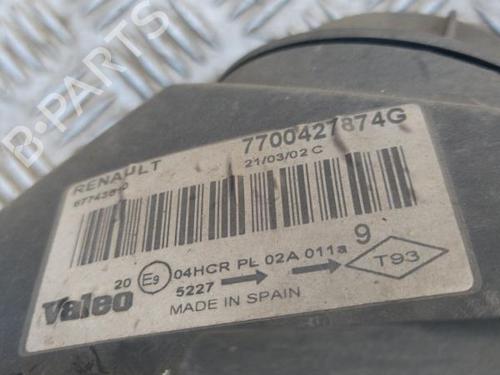 B-PARTS
RENAULT
7700427874G
21/03/02 C
9
20 E9 04HCR PL 02A 011a
5227
T93
Valeo
MADE IN SPAIN